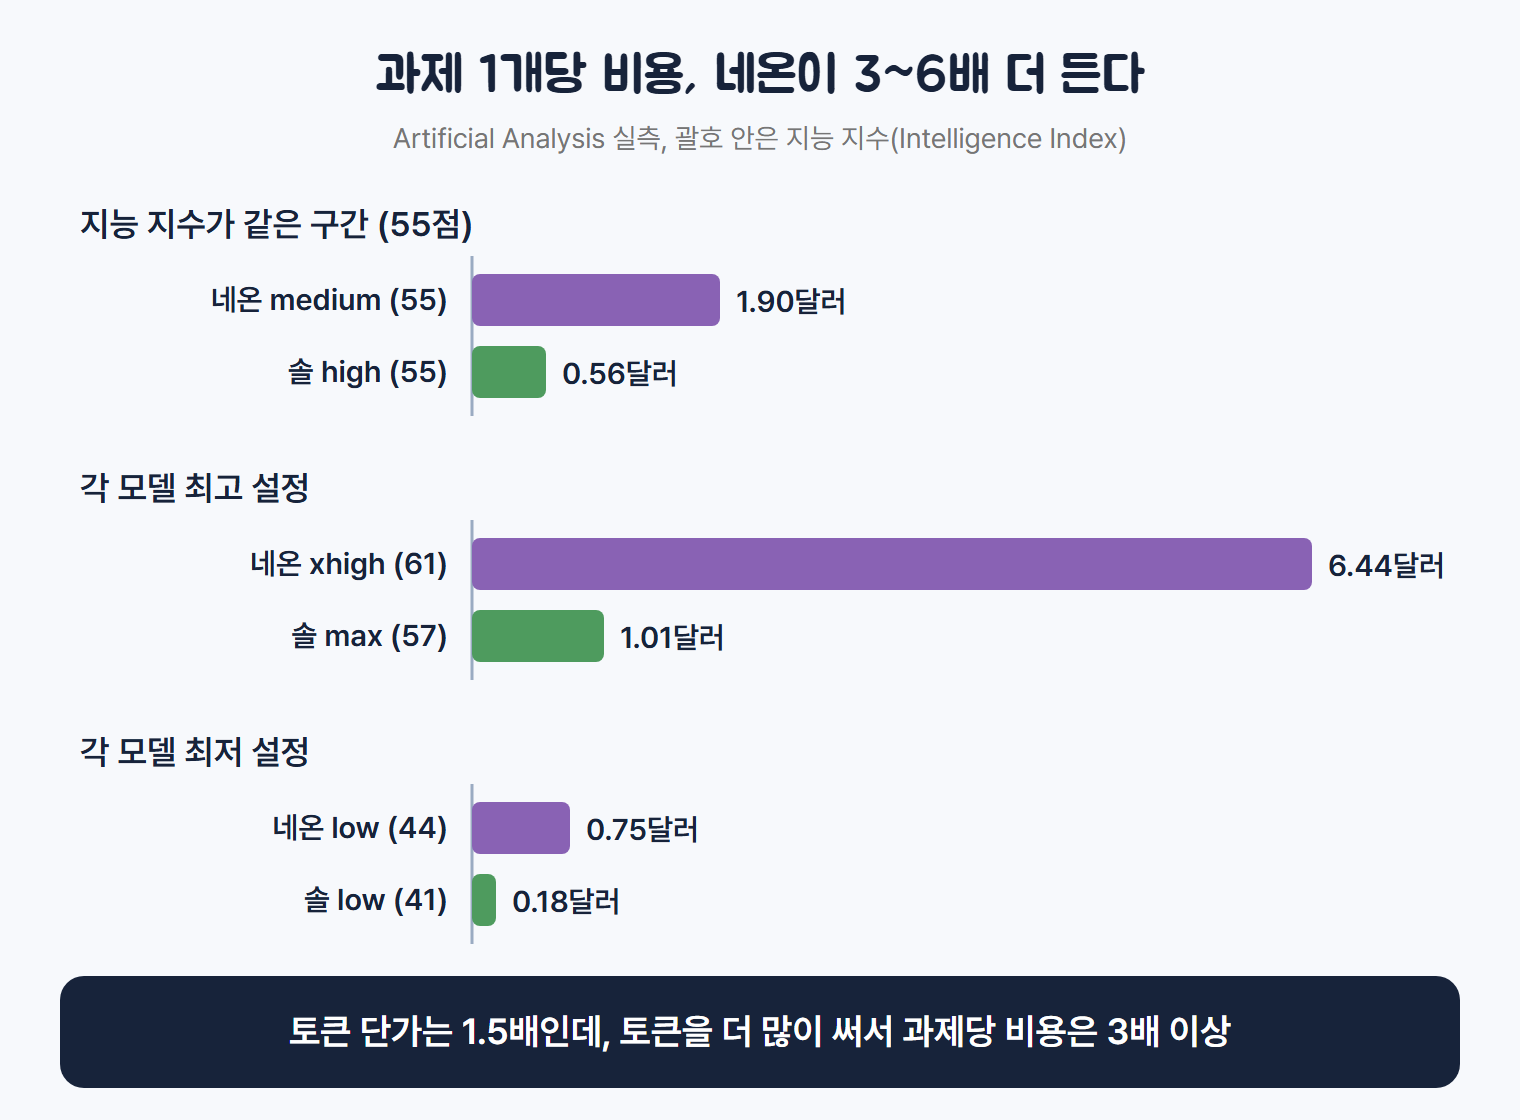 과제 1개당 비용, 네온이 3~6배 더 든다
Artificial Analysis 실측, 괄호 안은 지능 지수(Intelligence Index)
지능 지수가 같은 구간 (55점)
네온 medium (55)
1.90달러
솔 high (55)
0.56달러
각 모델 최고 설정
네온 xhigh (61)
6.44달러
솔 max (57)
1.01달러
각 모델 최저 설정
네온 low (44)
0.75달러
솔 low (41)
0.18달러
토큰 단가는 1.5배인데, 토큰을 더 많이 써서 과제당 비용은 3배 이상